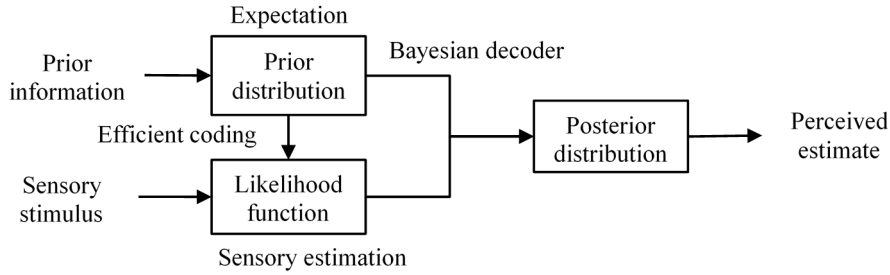 Expectation
Prior
information
Prior
distribution
Bayesian decoder
Efficient coding
Posterior
distribution
Perceived
estimate
Sensory
stimulus
Likelihood
function
Sensory estimation